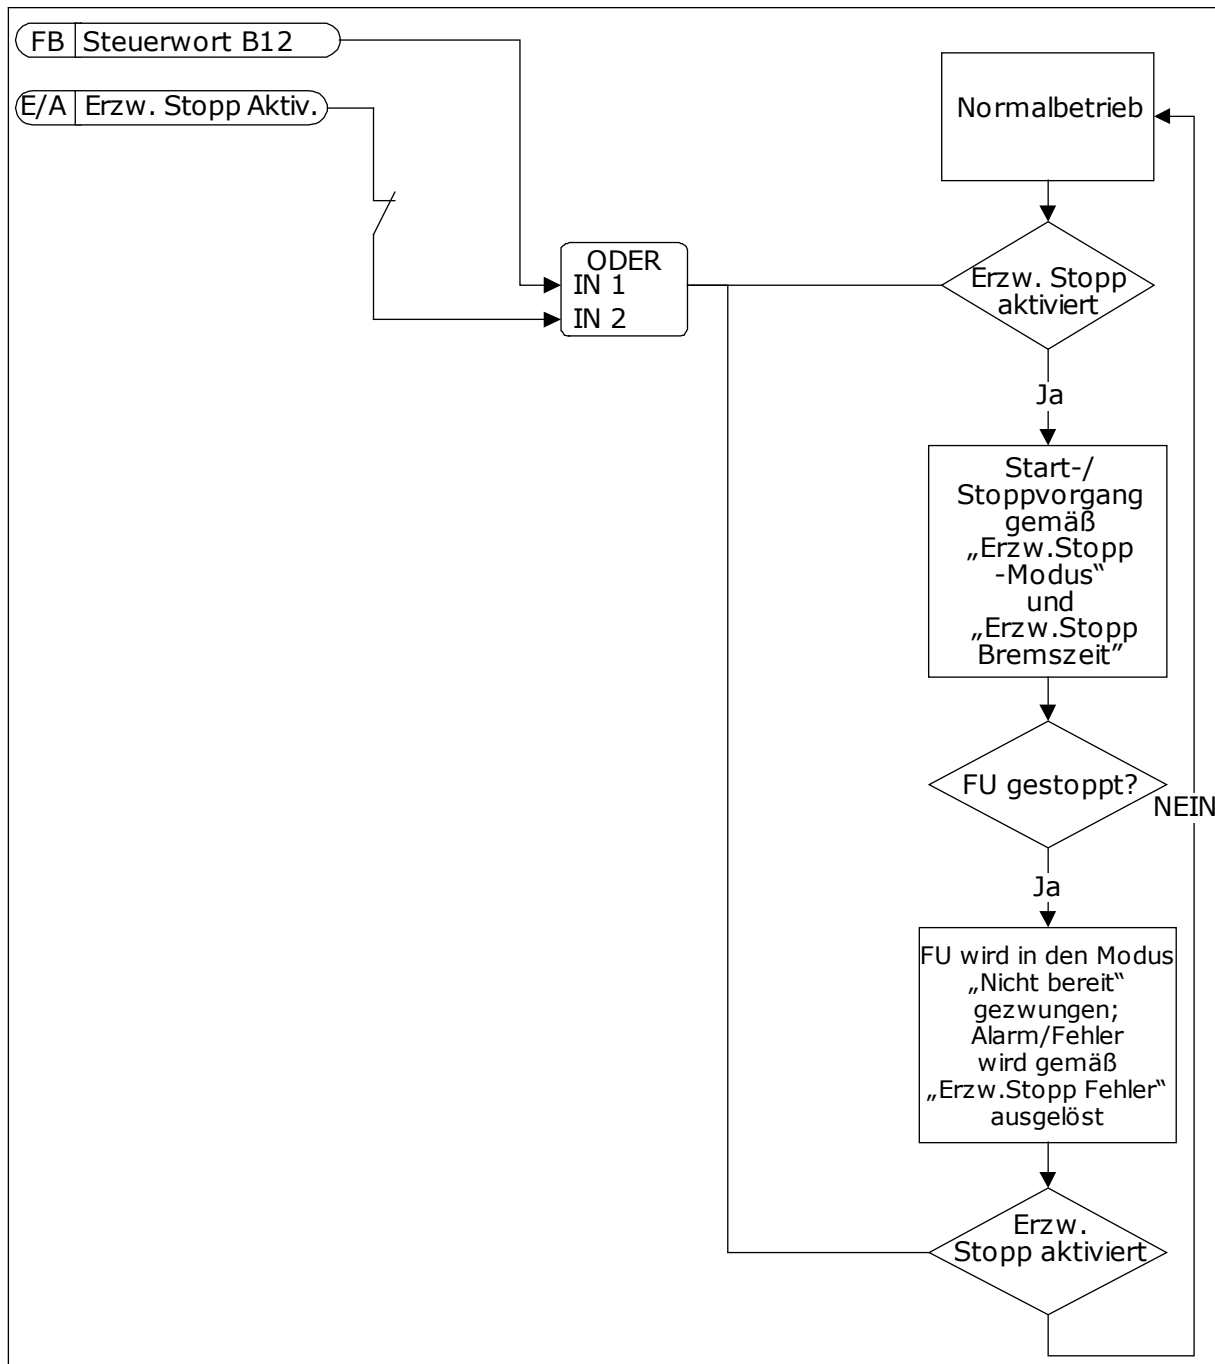 FB Steuerwort B12
E/A Erzw. Stopp Aktiv.
Normalbetrieb
ODER
IN 1
IN 2
Erzw. Stopp
aktiviert
Ja
Start-/
Stoppvorgang
gemäß
„Erzw.Stopp
-Modus“
und
„Erzw.Stopp
Bremszeit”
FU gestoppt?
NEIN
Ja
FU wird in den Modus
„Nicht bereit“
gezwungen;
Alarm/Fehler
wird gemäß
„Erzw.Stopp Fehler“
ausgelöst
Erzw.
Stopp aktiviert